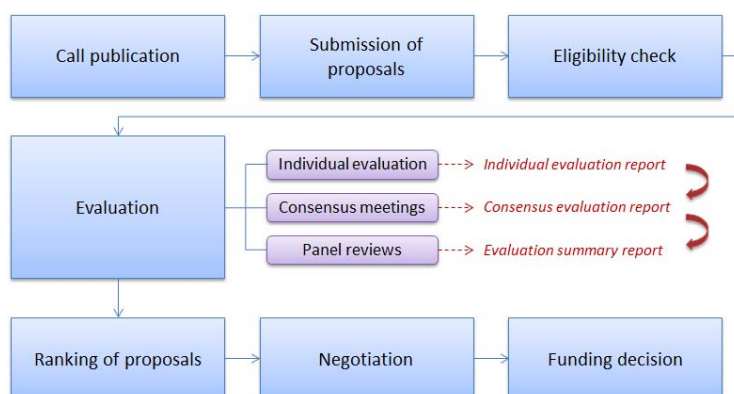 Call publication
Submission of
proposals
Eligibility check
Evaluation
Individual evaluation
Individual evaluation report
Consensus meetings
Consensus evaluation report
Panel reviews
Evaluation summary report
Ranking of proposals
Negotiation
Funding decision